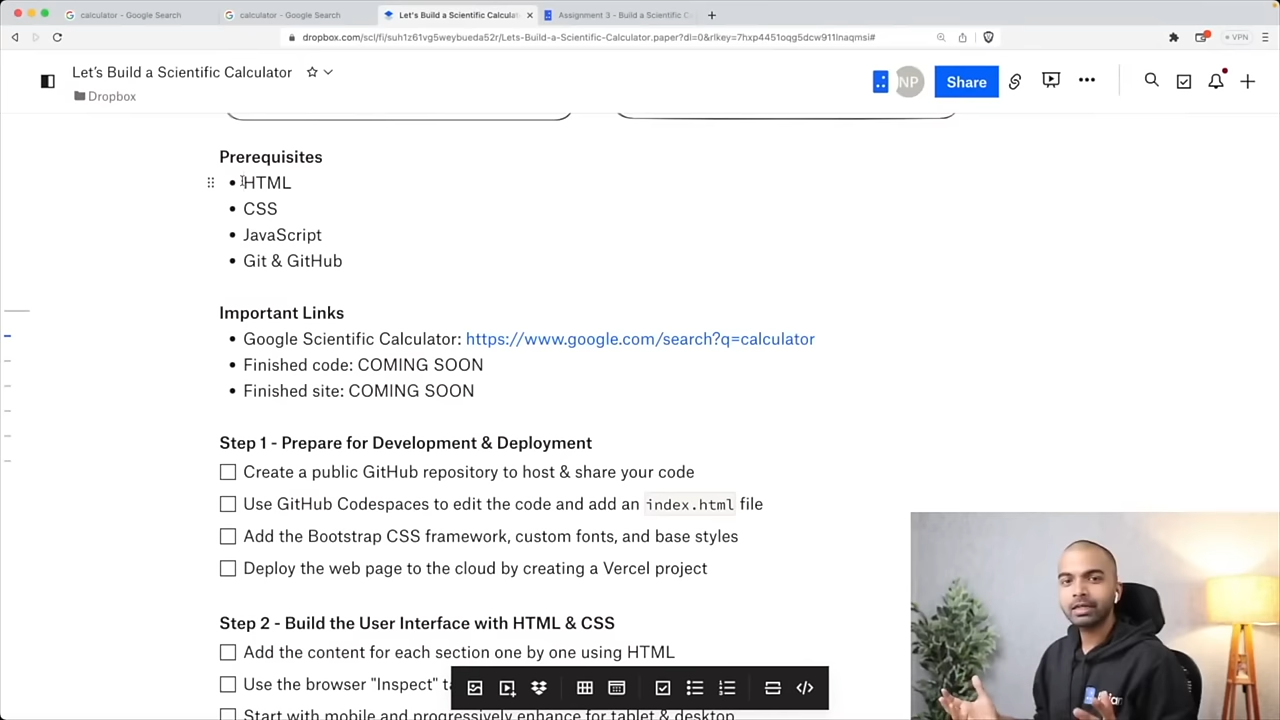 calculator - Google Search
calculator - Google Search
Let's Build a Scientific Calculat
Assignment 3 - Build a Scientific C
dropbox.com/scl/fi/suh1z61vg5weybueda52r/Lets-Build-a-Scientific-Calculator.paper?dl=0&rlkey=7hxp4451oqg5dcw911lnaqmsi#
VPN
Let's Build a Scientific Calculator
Dropbox
NP
Share
Prerequisites
• HTML
• CSS
• JavaScript
• Git & GitHub
Important Links
• Google Scientific Calculator: https://www.google.com/search?q=calculator
• Finished code: COMING SOON
• Finished site: COMING SOON
Step 1 - Prepare for Development & Deployment
Create a public GitHub repository to host & share your code
Use GitHub Codespaces to edit the code and add an index.html file
Add the Bootstrap CSS framework, custom fonts, and base styles
Deploy the web page to the cloud by creating a Vercel project
Step 2 - Build the User Interface with HTML & CSS
Add the content for each section one by one using HTML
Use the browser "Inspect" t
Start with mobile and progressively enhance for tablet & desktop